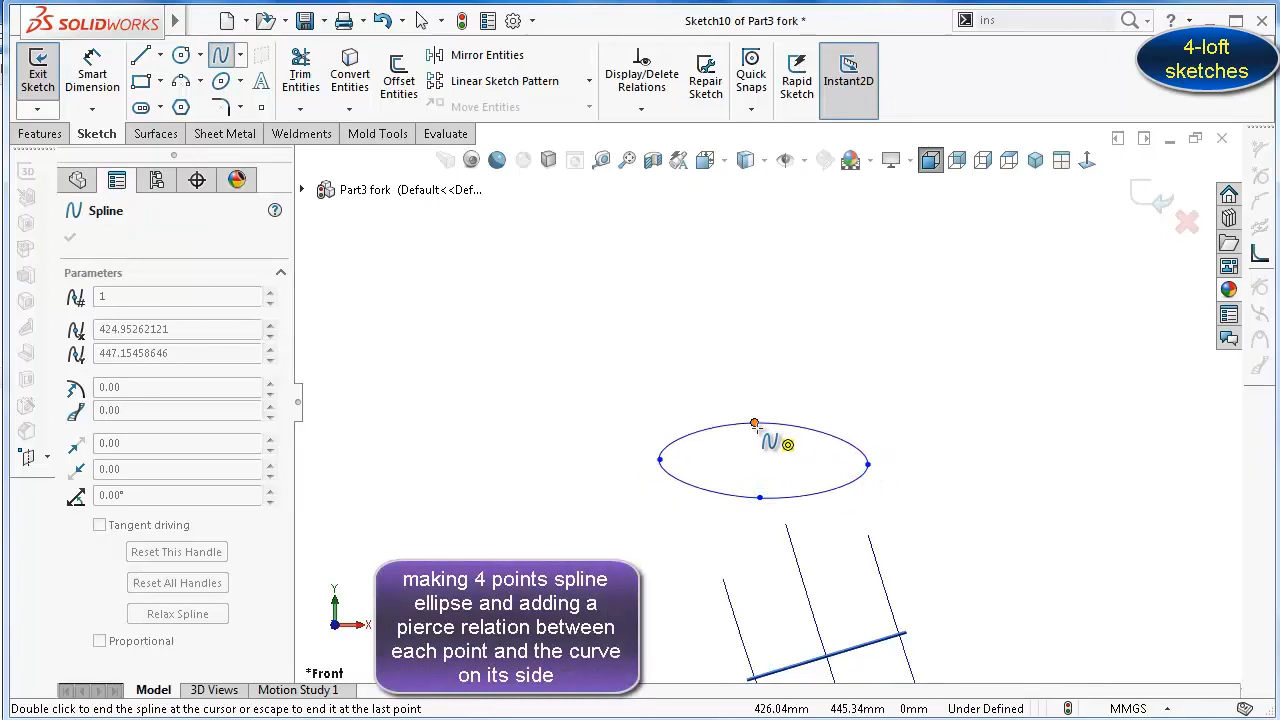 SOLIDWORKS
Sketch10 of Part3 fork *
ins
4-loft
sketches
Exit
Sketch
Smart
Dimension
Trim
Entities
Convert
Entities
Offset
Entities
Mirror Entities
Linear Sketch Pattern
Move Entities
Display/Delete
Relations
Repair
Sketch
Quick
Snaps
Rapid
Sketch
Instant2D
Features
Sketch
Surfaces
Sheet Metal
Weldments
Mold Tools
Evaluate
Part3 fork (Default<<Def...
Spline
Parameters
1
424.95262121
447.15458646
0.00
0.00
0.00
0.00
0.00°
Tangent driving
Reset This Handle
Reset All Handles
Relax Spline
Proportional
making 4 points spline
ellipse and adding a
pierce relation between
each point and the curve
on its side
Y
X
*Front
Model
3D Views
Motion Study 1
Double click to end the spline at the cursor or escape to end it at the last point
426.04mm
445.34mm
0mm
Under Defined
MMGS